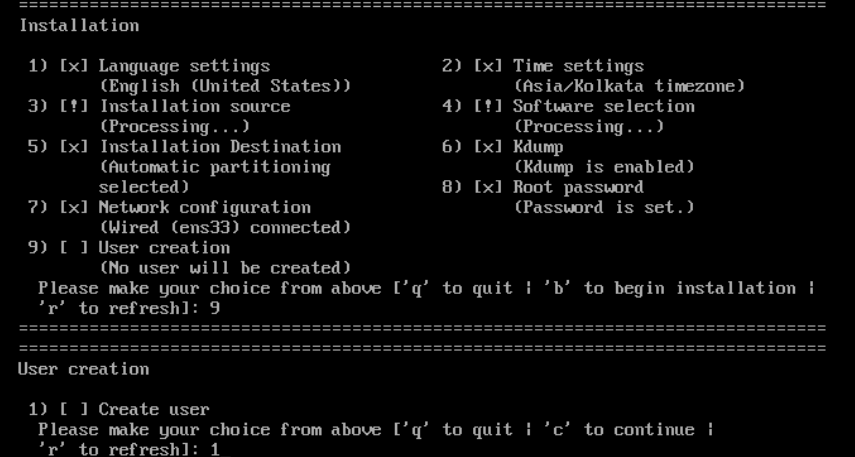 ================================================================================
Installation
1) [x] Language settings                 2) [x] Time settings
(English (United States))                (Asia/Kolkata timezone)
3) [!] Installation source               4) [!] Software selection
(Processing...)                          (Processing...)
5) [x] Installation Destination          6) [x] Kdump
(Automatic partitioning                  (Kdump is enabled)
selected)                                8) [x] Root password
7) [x] Network configuration             (Password is set.)
(Wired (ens33) connected)
9) [ ] User creation
(No user will be created)
Please make your choice from above ['q' to quit | 'b' to begin installation |
'r' to refresh]: 9
================================================================================
================================================================================
User creation
1) [ ] Create user
Please make your choice from above ['q' to quit | 'c' to continue |
'r' to refresh]: 1_